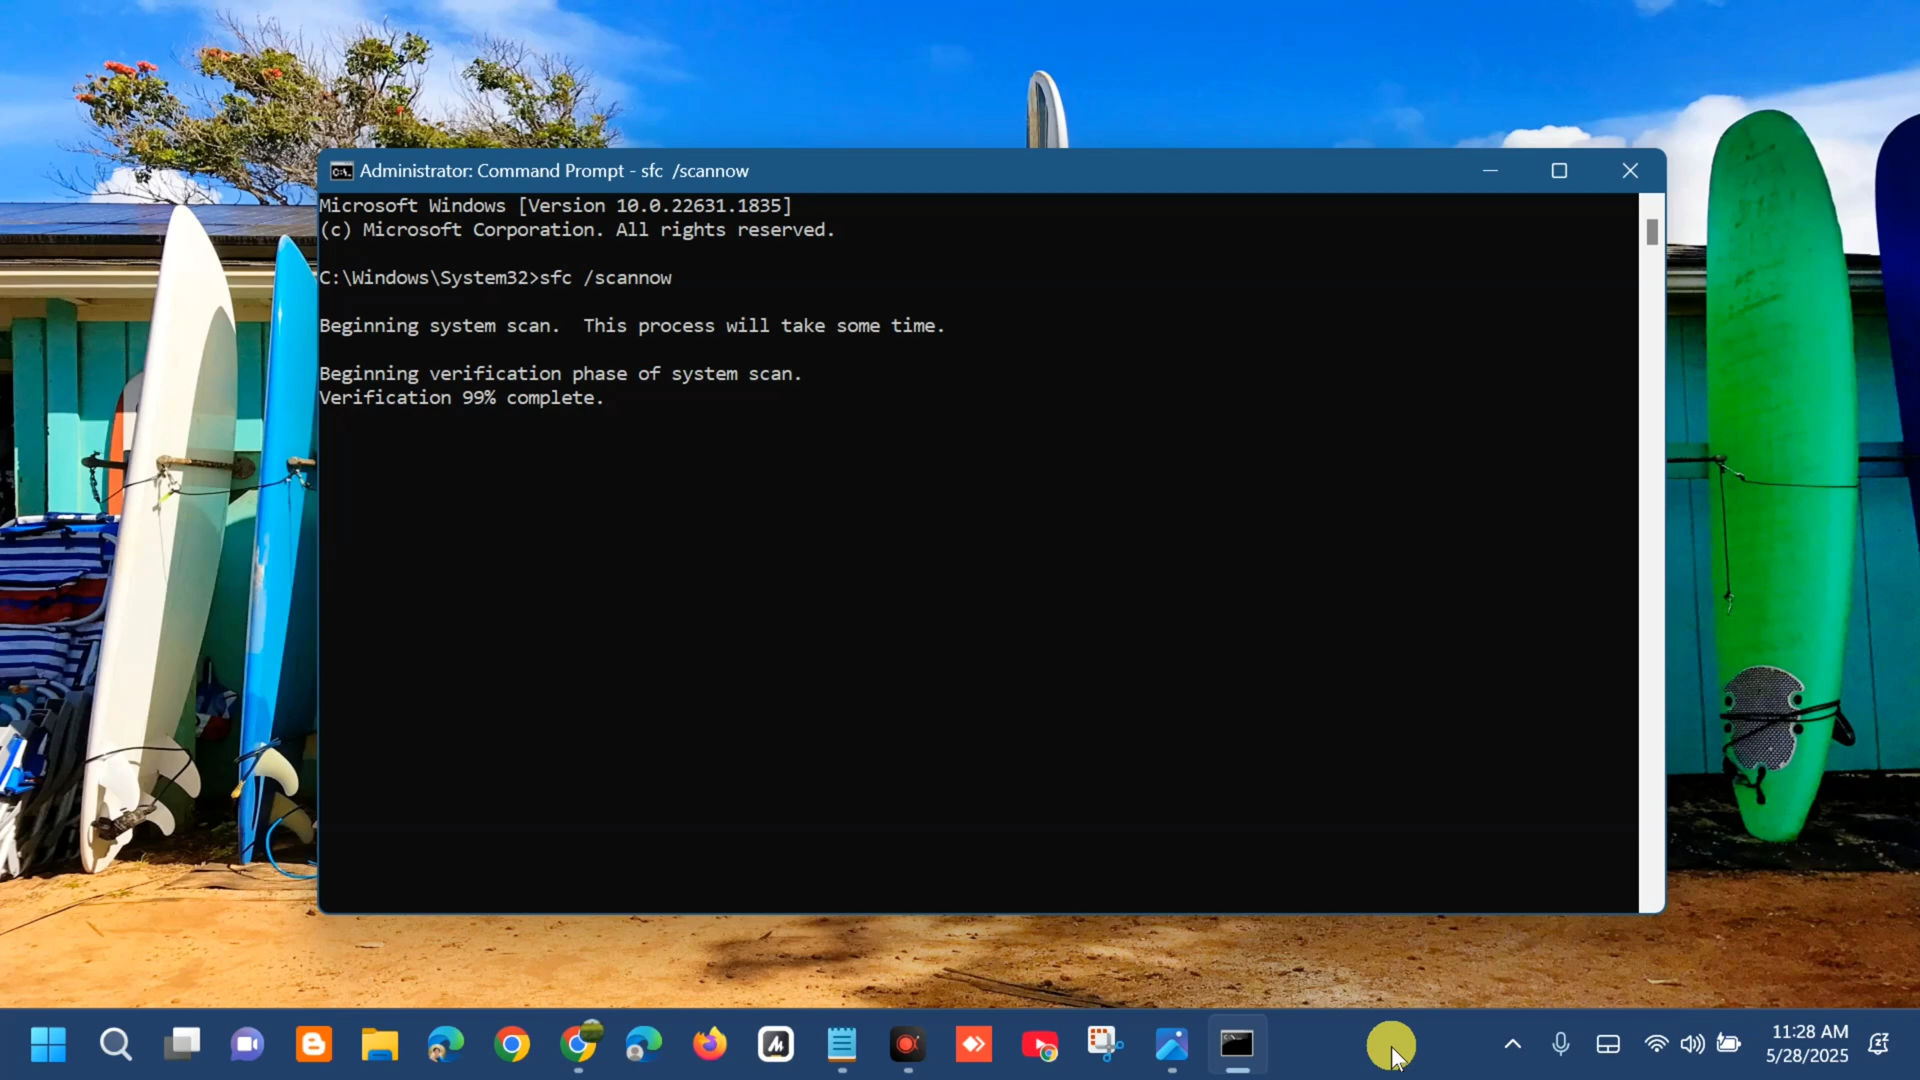 Administrator: Command Prompt - sfc  /scannow
Microsoft Windows [Version 10.0.22631.1835]
(c) Microsoft Corporation. All rights reserved.
C:\Windows\System32>sfc /scannow
Beginning system scan.  This process will take some time.
Beginning verification phase of system scan.
Verification 99% complete.
11:28 AM
5/28/2025